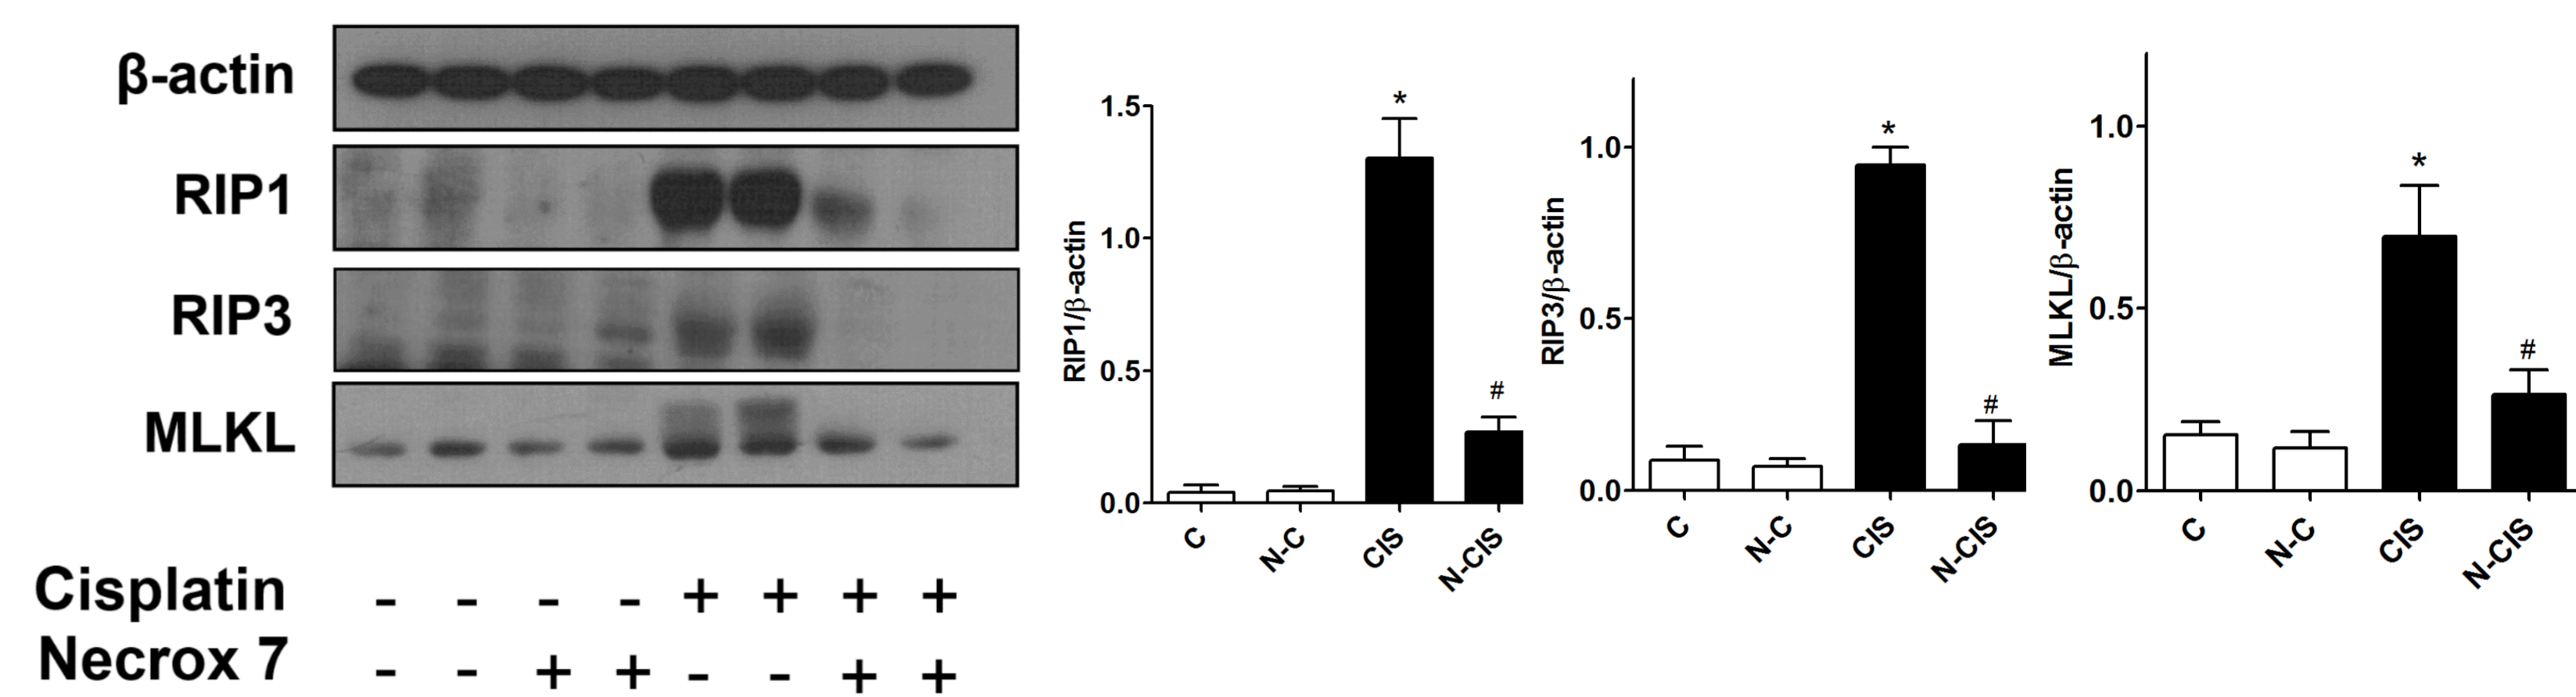 β-actin
RIP1
RIP3
MLKL
Cisplatin - - - - + + + +
Necrox 7 - - + + - - + +
RIP1/β-actin
1.5
1.0
0.5
0.0
*
#
C N-C CIS N-CIS
RIP3/β-actin
1.0
0.5
0.0
*
#
C N-C CIS N-CIS
MLKL/β-actin
1.0
0.5
0.0
*
#
C N-C CIS N-CIS